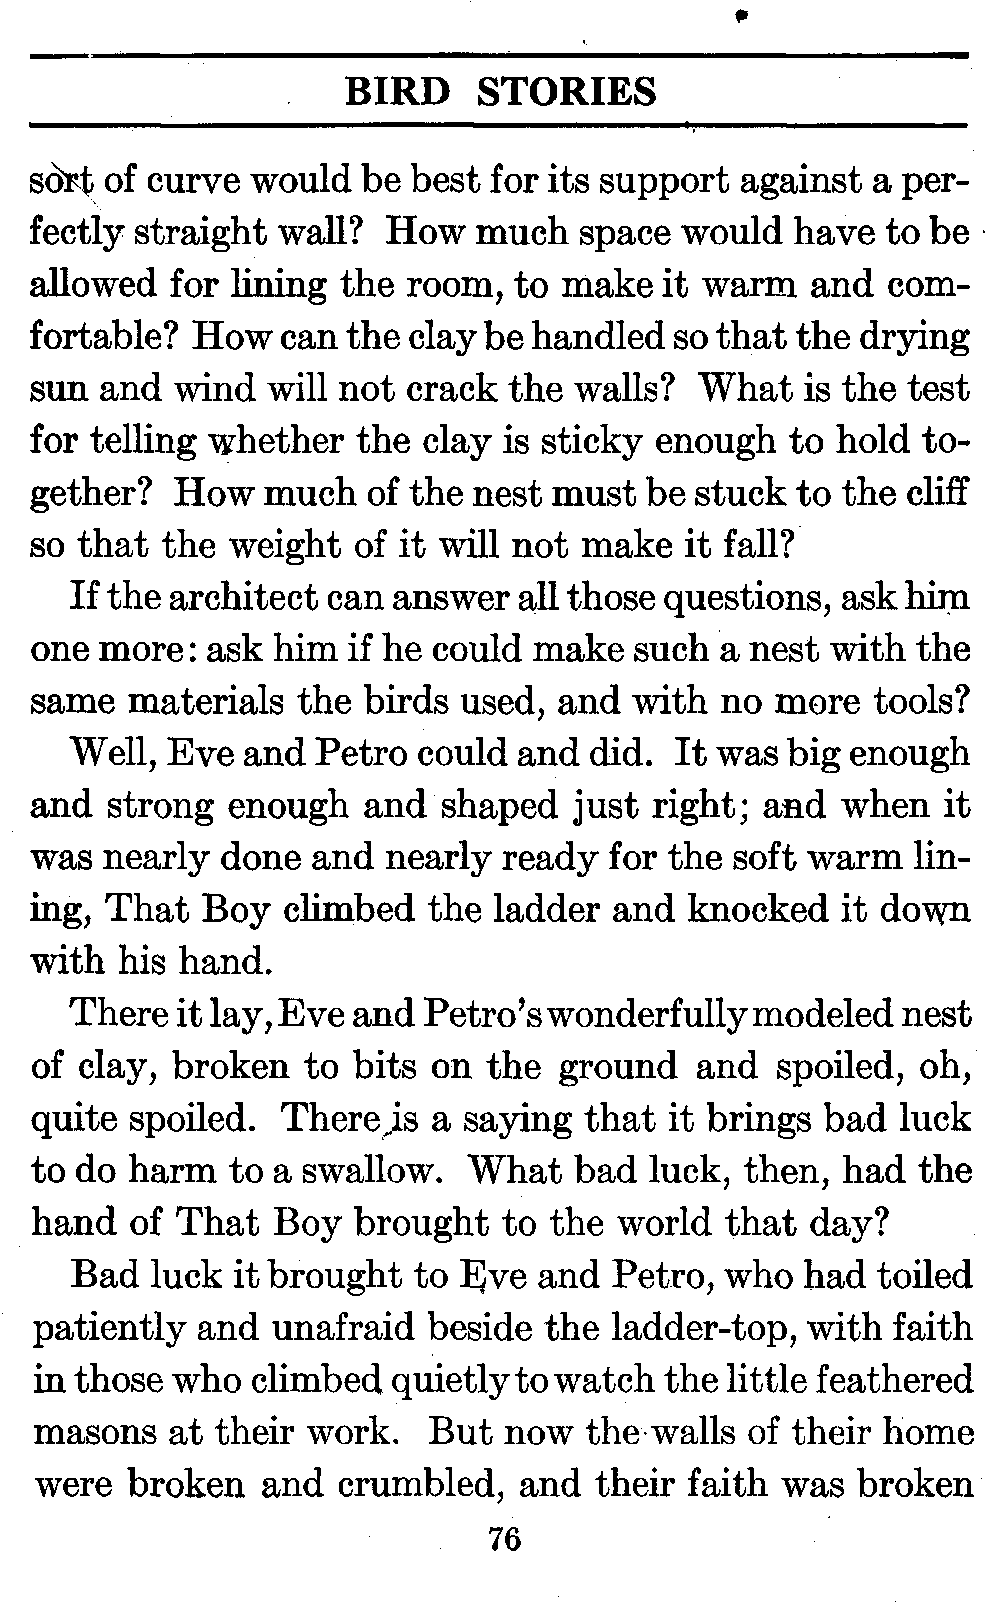 BIRD STORIES
sort of curve would be best for its support against a per-
fectly straight wall? How much space would have to be
allowed for lining the room, to make it warm and com-
fortable? How can the clay be handled so that the drying
sun and wind will not crack the walls? What is the test
for telling whether the clay is sticky enough to hold to-
gether? How much of the nest must be stuck to the cliff
so that the weight of it will not make it fall?
If the architect can answer all those questions, ask him
one more: ask him if he could make such a nest with the
same materials the birds used, and with no more tools?
Well, Eve and Petro could and did. It was big enough
and strong enough and shaped just right; and when it
was nearly done and nearly ready for the soft warm lin-
ing, That Boy climbed the ladder and knocked it down
with his hand.
There it lay, Eve and Petro's wonderfully modeled nest
of clay, broken to bits on the ground and spoiled, oh,
quite spoiled. There is a saying that it brings bad luck
to do harm to a swallow. What bad luck, then, had the
hand of That Boy brought to the world that day?
Bad luck it brought to Eve and Petro, who had toiled
patiently and unafraid beside the ladder-top, with faith
in those who climbed quietly to watch the little feathered
masons at their work. But now the walls of their home
were broken and crumbled, and their faith was broken
76